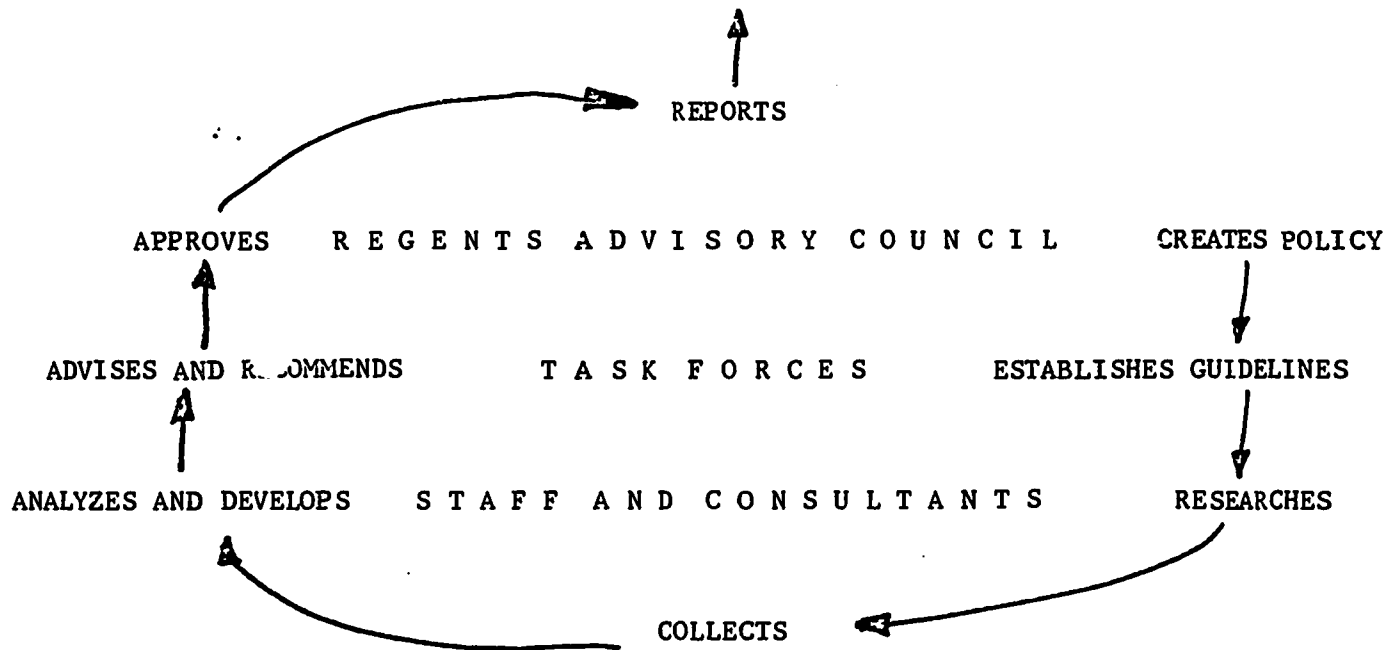 REPORTS
APPROVES R E G E N T S A D V I S O R Y C O U N C I L CREATES POLICY
ADVISES AND T A S K F O R C E S ESTABLISHES GUIDELINES
ANALYZES AND DEVELOPS S T A F F A N D C O N S U L T A N T S RESEARCHES
COLLECTS